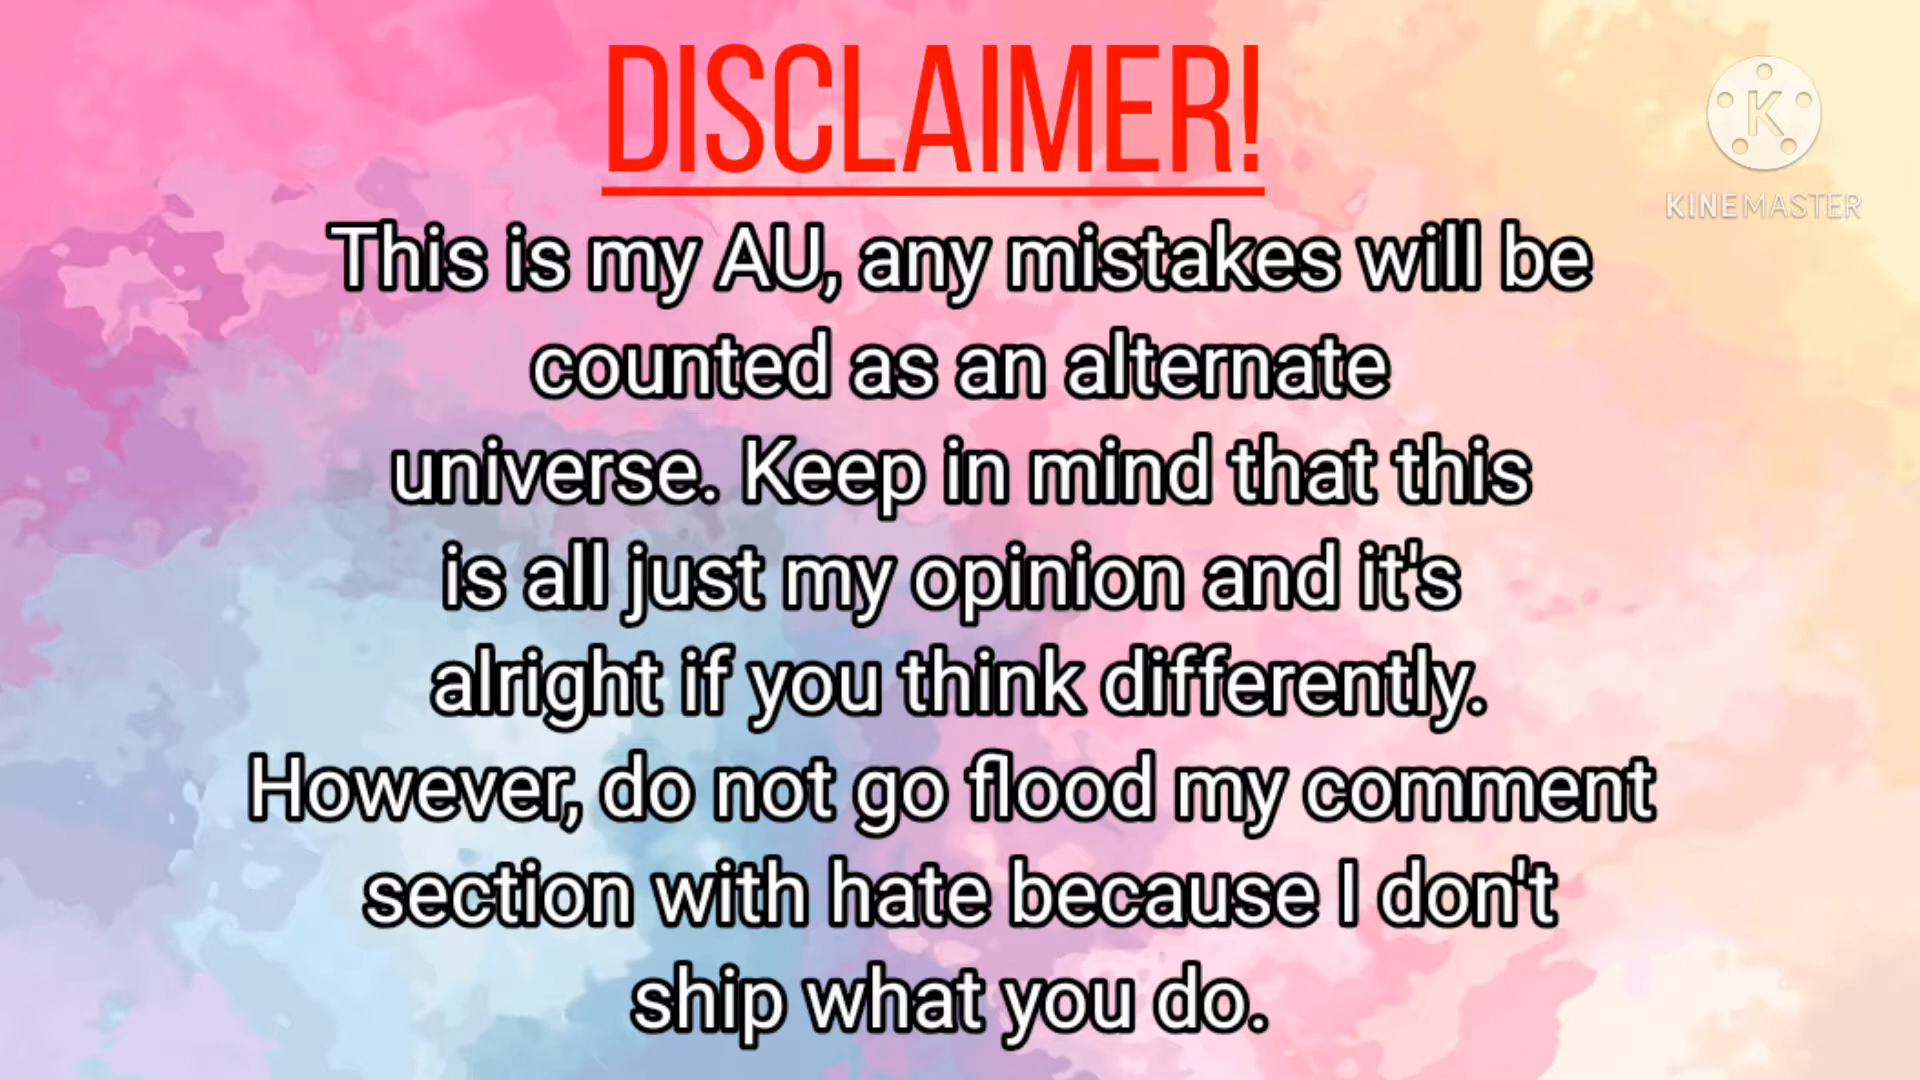 DISCLAIMER!
K
KINEMASTER
This is my AU, any mistakes will be
counted as an alternate
universe. Keep in mind that this
is all just my opinion and it's
alright if you think differently.
However, do not go flood my comment
section with hate because I don't
ship what you do.